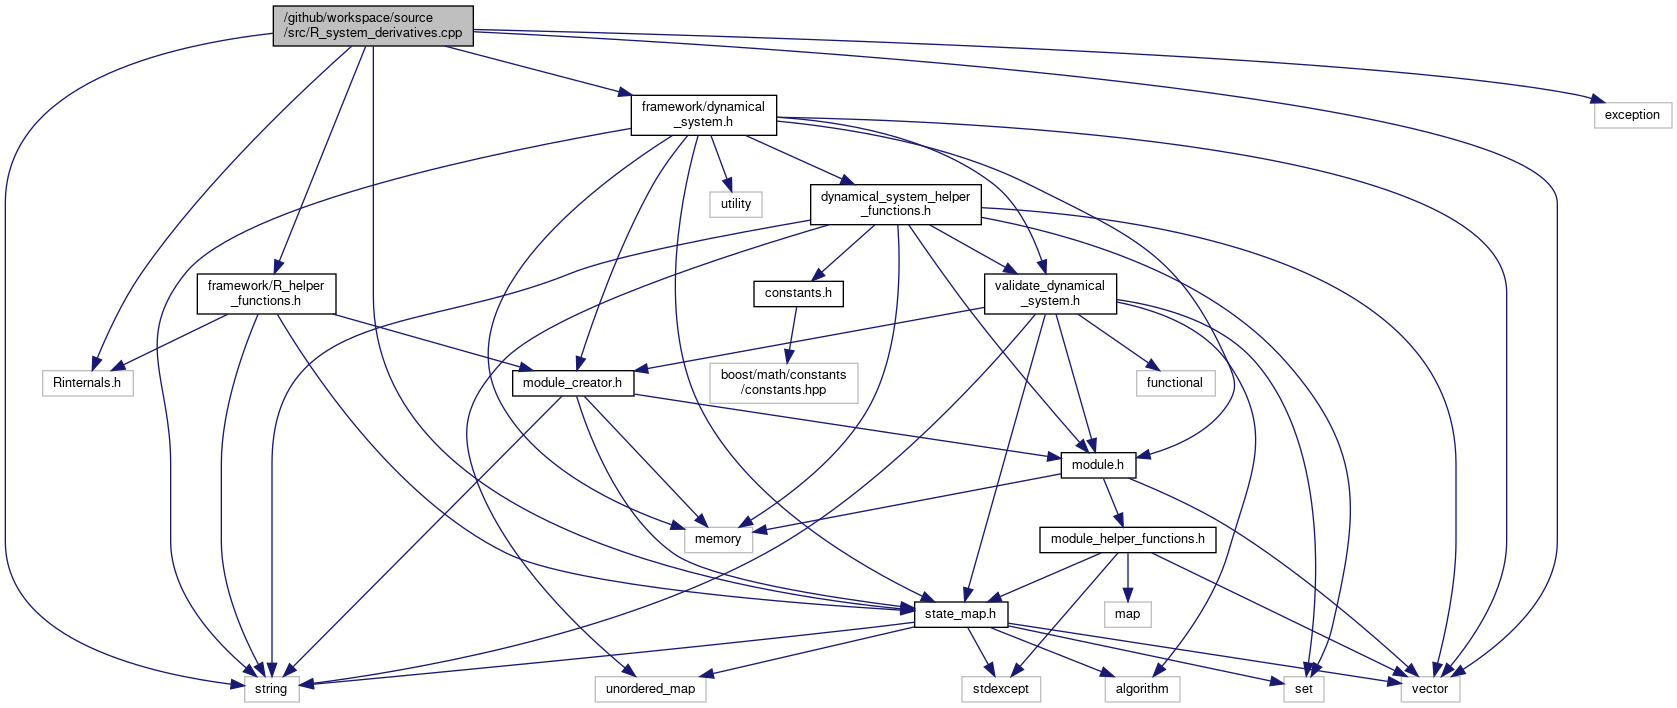 /github/workspace/source
/src/R_system_derivatives.cpp
framework/dynamical
_system.h
exception
utility
dynamical_system_helper
_functions.h
framework/R_helper
_functions.h
constants.h
validate_dynamical
_system.h
Rinternals.h
module_creator.h
boost/math/constants
/constants.hpp
functional
module.h
memory
module_helper_functions.h
state_map.h
map
string
unordered_map
stdexcept
algorithm
set
vector